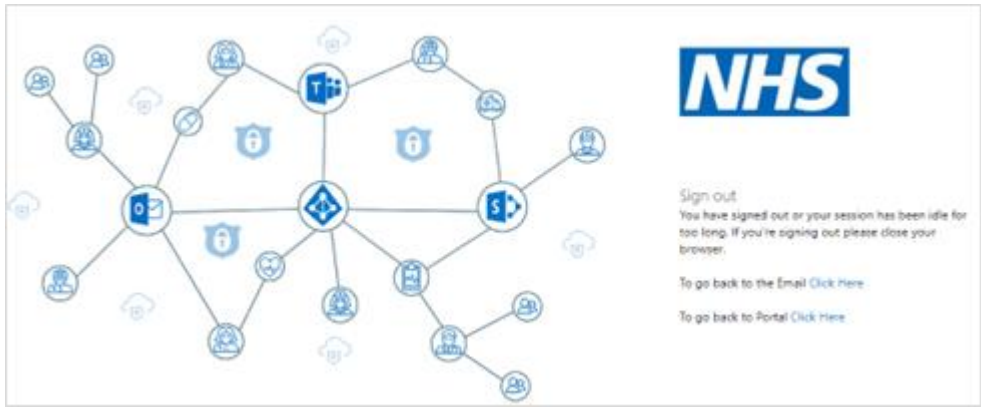 NHS
T
O
S
Sign out
You have signed out or your session has been idle for
too long. If you're signing out please close your
browser.
To go back to the Email Click Here
To go back to Portal Click Here